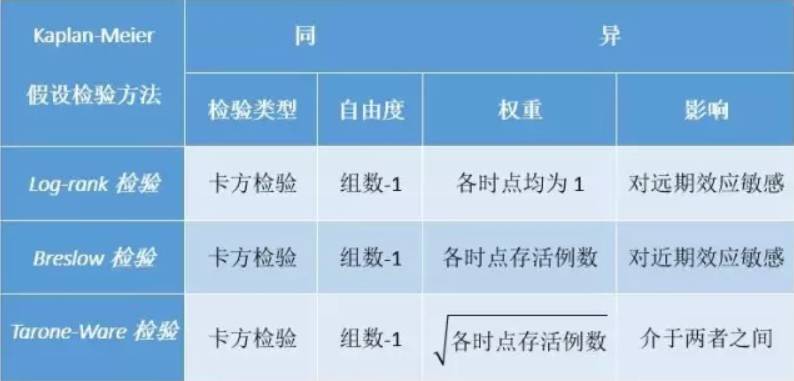 Kaplan-Meier
假设检验方法
同 异
检验类型 自由度 权重 影响
Log-rank 检验 卡方检验 组数-1 各时点均为 1 对远期效应敏感
Breslow 检验 卡方检验 组数-1 各时点存活例数 对近期效应敏感
Tarone-Ware 检验 卡方检验 组数-1 √各时点存活例数 介于两者之间